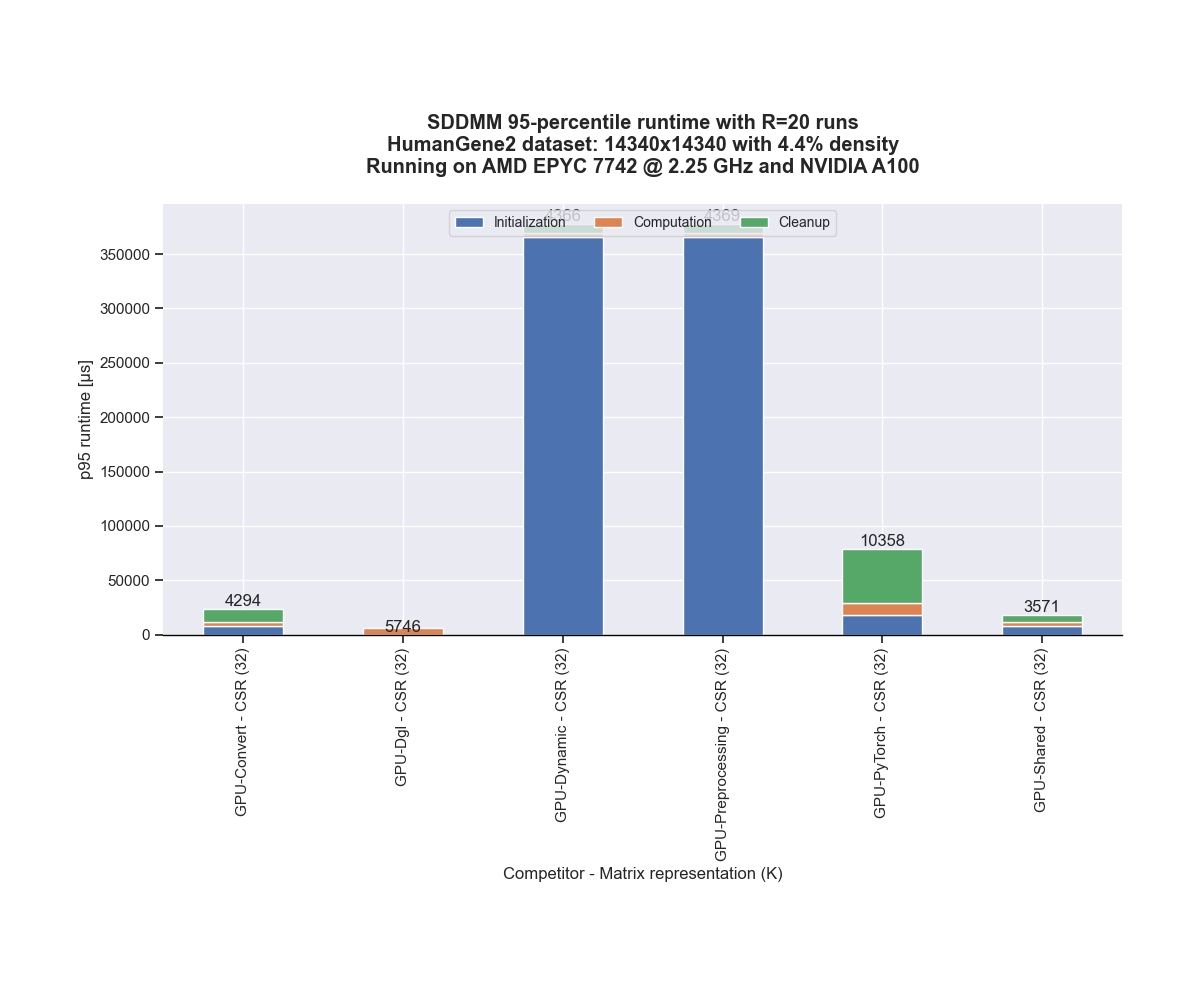 SDDMM 95-percentile runtime with R=20 runs
HumanGene2 dataset: 14340x14340 with 4.4% density
Running on AMD EPYC 7742 @ 2.25 GHz and NVIDIA A100
4366 4369
Initialization Computation Cleanup
p95 runtime [µs]
350000
300000
250000
200000
150000
100000
50000
0
4294
5746
10358
3571
GPU-Convert - CSR (32)
GPU-Dgl - CSR (32)
GPU-Dynamic - CSR (32)
GPU-Preprocessing - CSR (32)
GPU-PyTorch - CSR (32)
GPU-Shared - CSR (32)
Competitor - Matrix representation (K)